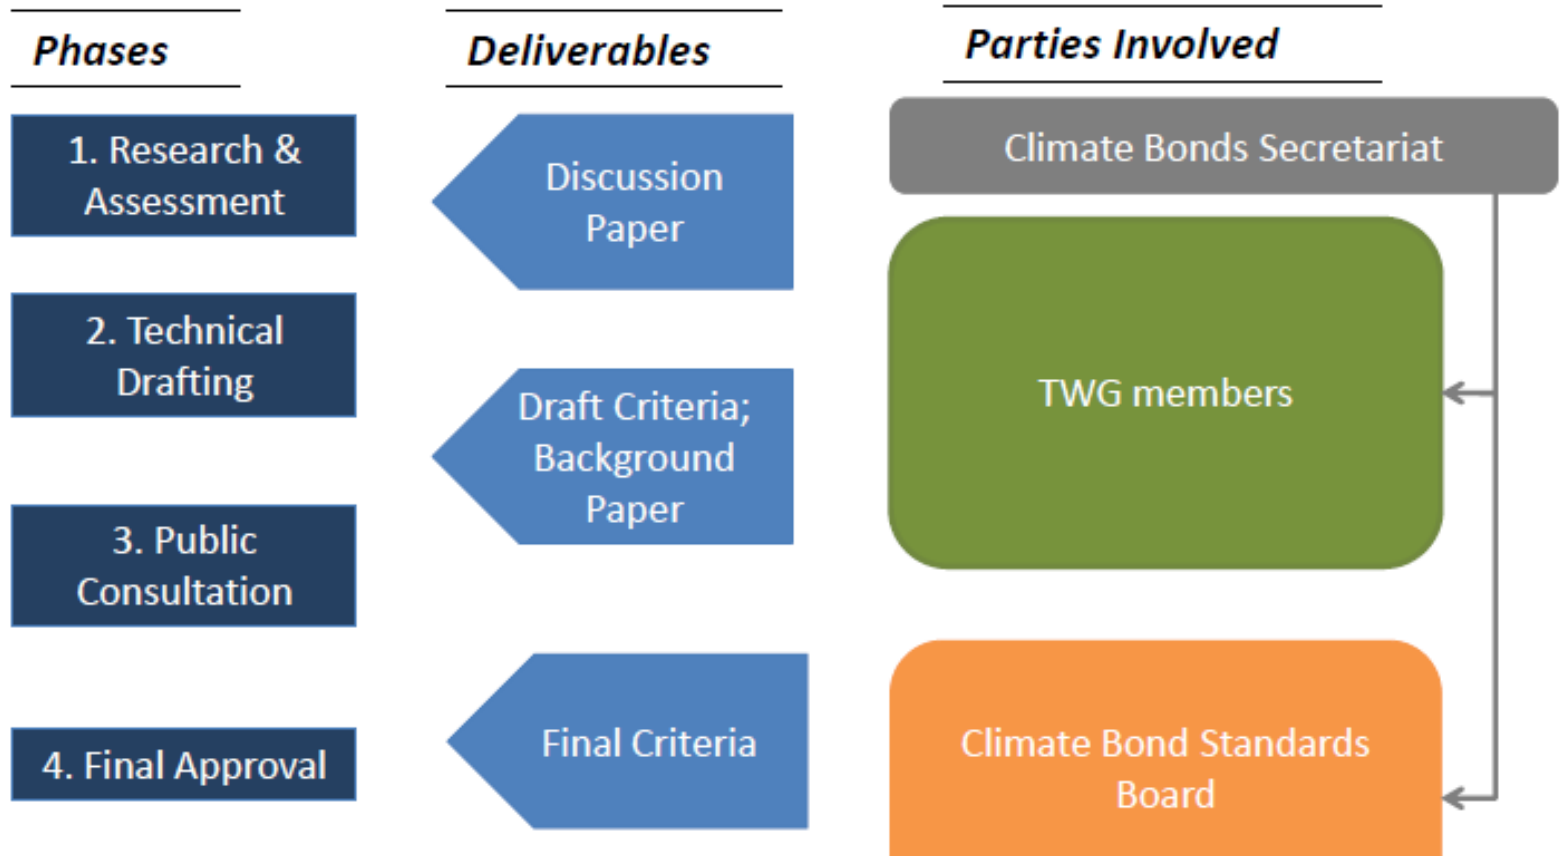 Phases
Deliverables
Parties Involved
1. Research &
Assessment
Discussion
Paper
Climate Bonds Secretariat
2. Technical
Drafting
Draft Criteria;
Background
Paper
TWG members
3. Public
Consultation
4. Final Approval
Final Criteria
Climate Bond Standards
Board